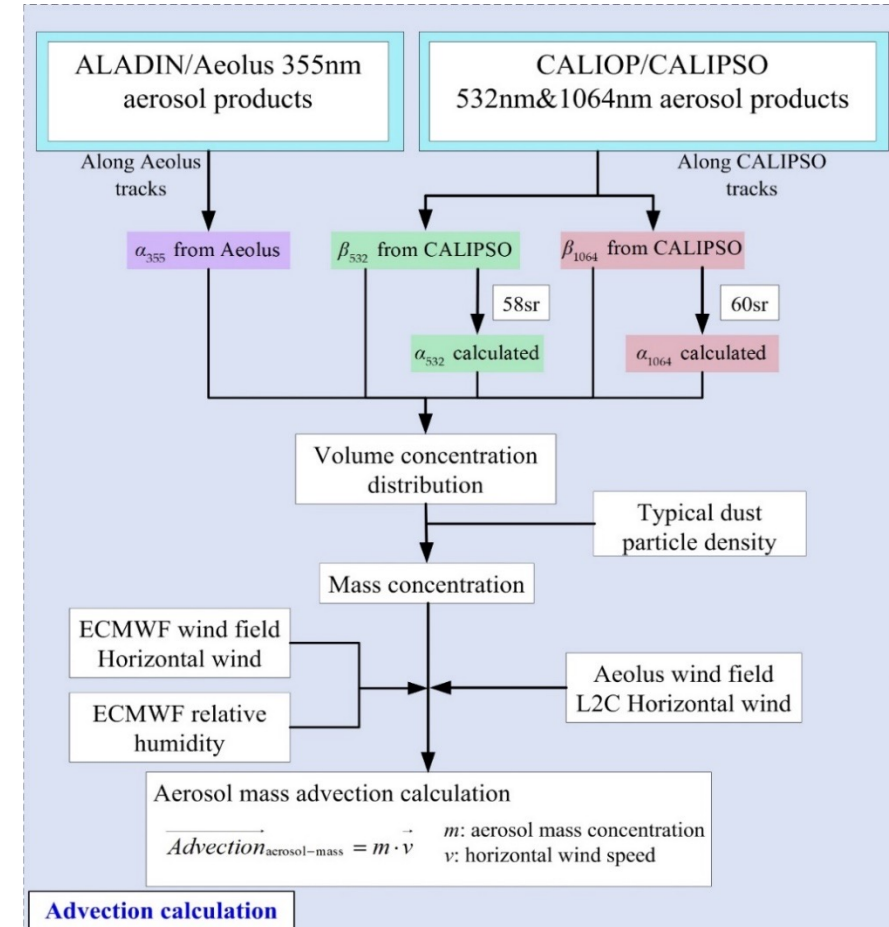 ALADIN/Aeolus 355nm
aerosol products
CALIOP/CALIPSO
532nm&1064nm aerosol products
Along Aeolus
tracks
Along CALIPSO
tracks
α₃₅₅ from Aeolus
β₅₃₂ from CALIPSO
β₁₀₆₄ from CALIPSO
58sr
60sr
α₅₃₂ calculated
α₁₀₆₄ calculated
Volume concentration
distribution
Typical dust
particle density
Mass concentration
ECMWF wind field
Horizontal wind
Aeolus wind field
L2C Horizontal wind
ECMWF relative
humidity
Aerosol mass advection calculation
Advection aerosol−mass = m · v
m: aerosol mass concentration
v: horizontal wind speed
Advection calculation